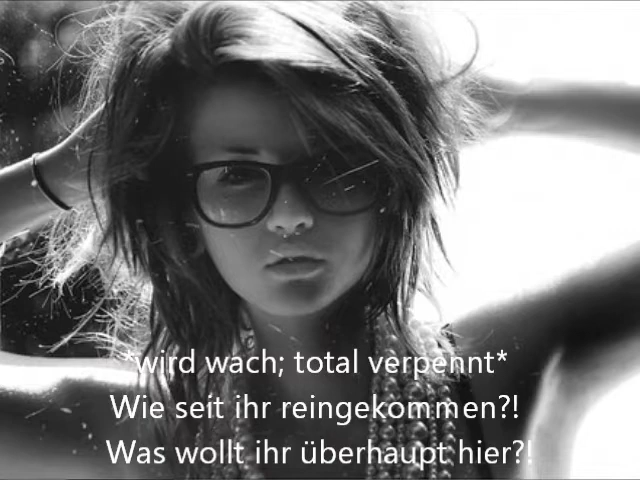 *wird wach; total verpennt*
Wie seit ihr reingekommen?!
Was wollt ihr überhaupt hier?!